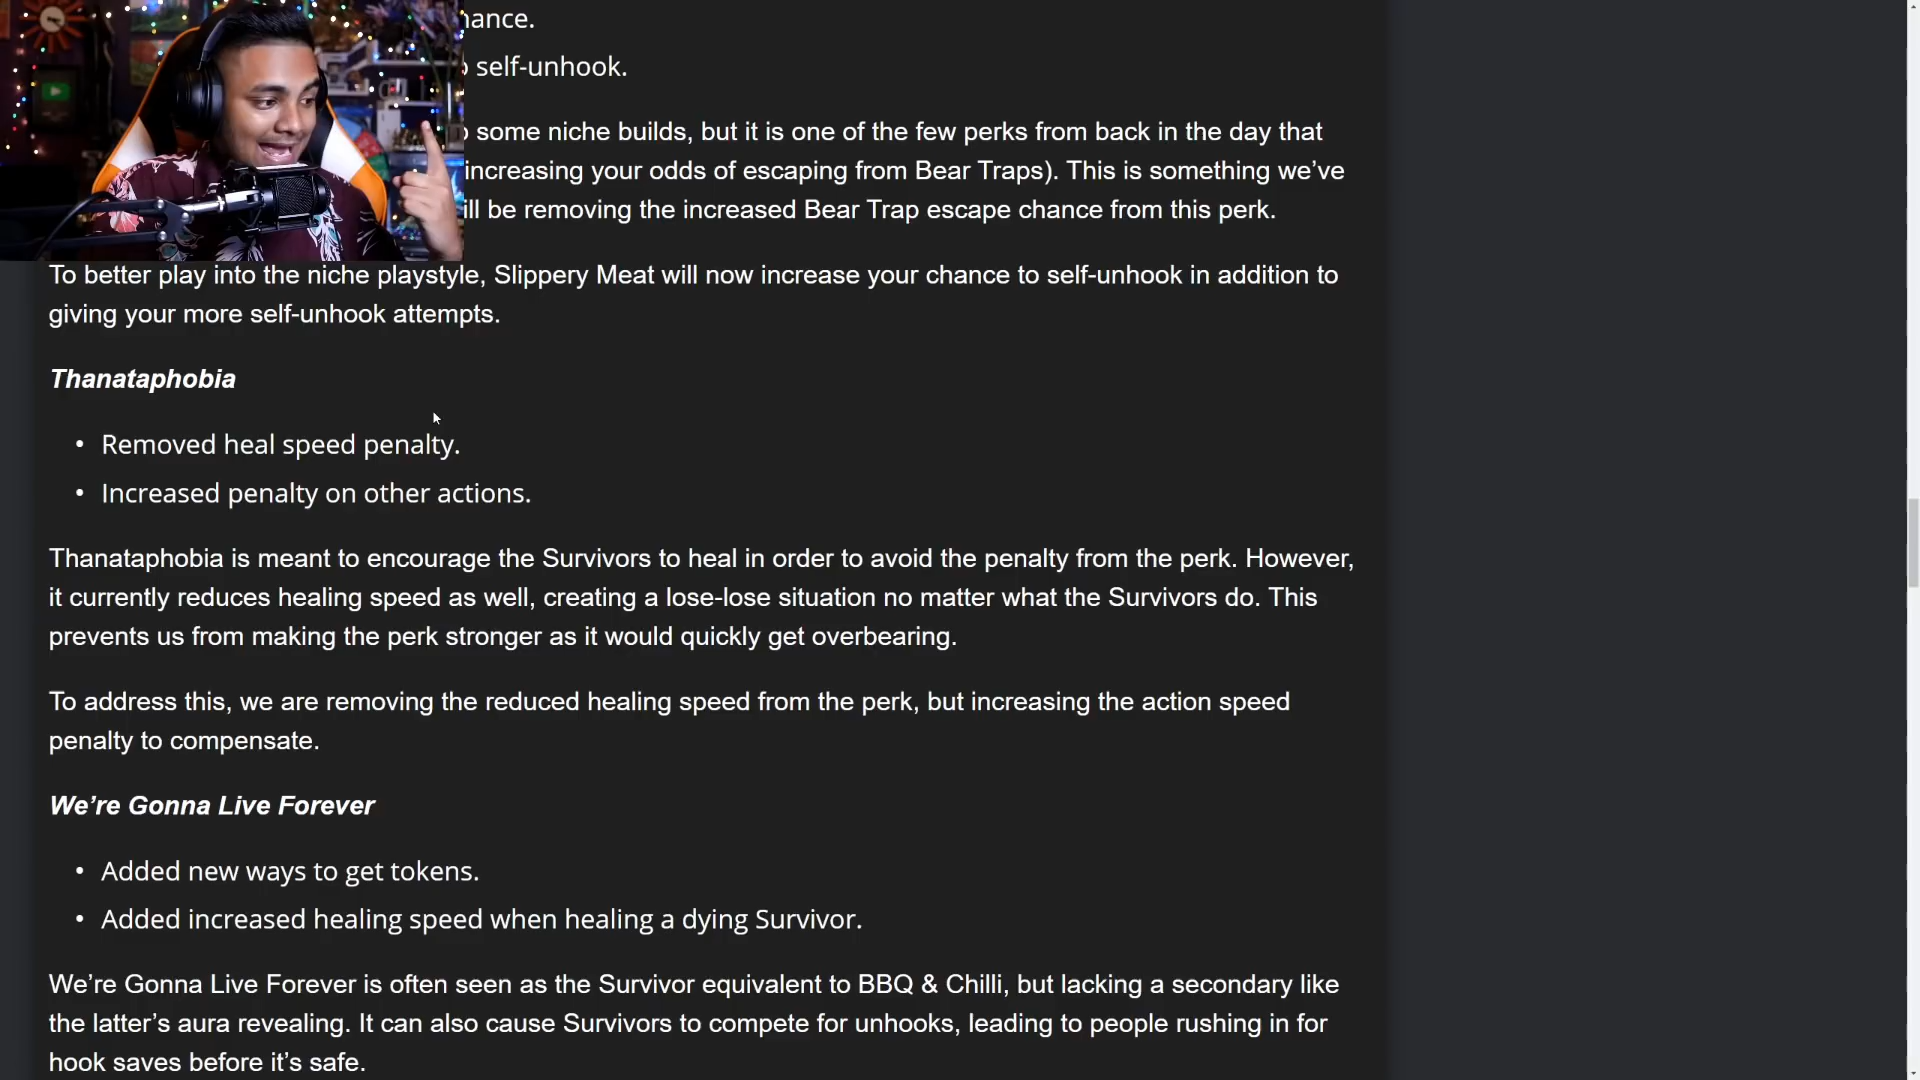 self-unhook.
some niche builds, but it is one of the few perks from back in the day that
increasing your odds of escaping from Bear Traps). This is something we’ve
be removing the increased Bear Trap escape chance from this perk.
To better play into the niche playstyle, Slippery Meat will now increase your chance to self-unhook in addition to
giving your more self-unhook attempts.
Thanataphobia
• Removed heal speed penalty.
• Increased penalty on other actions.
Thanataphobia is meant to encourage the Survivors to heal in order to avoid the penalty from the perk. However,
it currently reduces healing speed as well, creating a lose-lose situation no matter what the Survivors do. This
prevents us from making the perk stronger as it would quickly get overbearing.
To address this, we are removing the reduced healing speed from the perk, but increasing the action speed
penalty to compensate.
We’re Gonna Live Forever
• Added new ways to get tokens.
• Added increased healing speed when healing a dying Survivor.
We’re Gonna Live Forever is often seen as the Survivor equivalent to BBQ & Chilli, but lacking a secondary like
the latter’s aura revealing. It can also cause Survivors to compete for unhooks, leading to people rushing in for
hook saves before it’s safe.